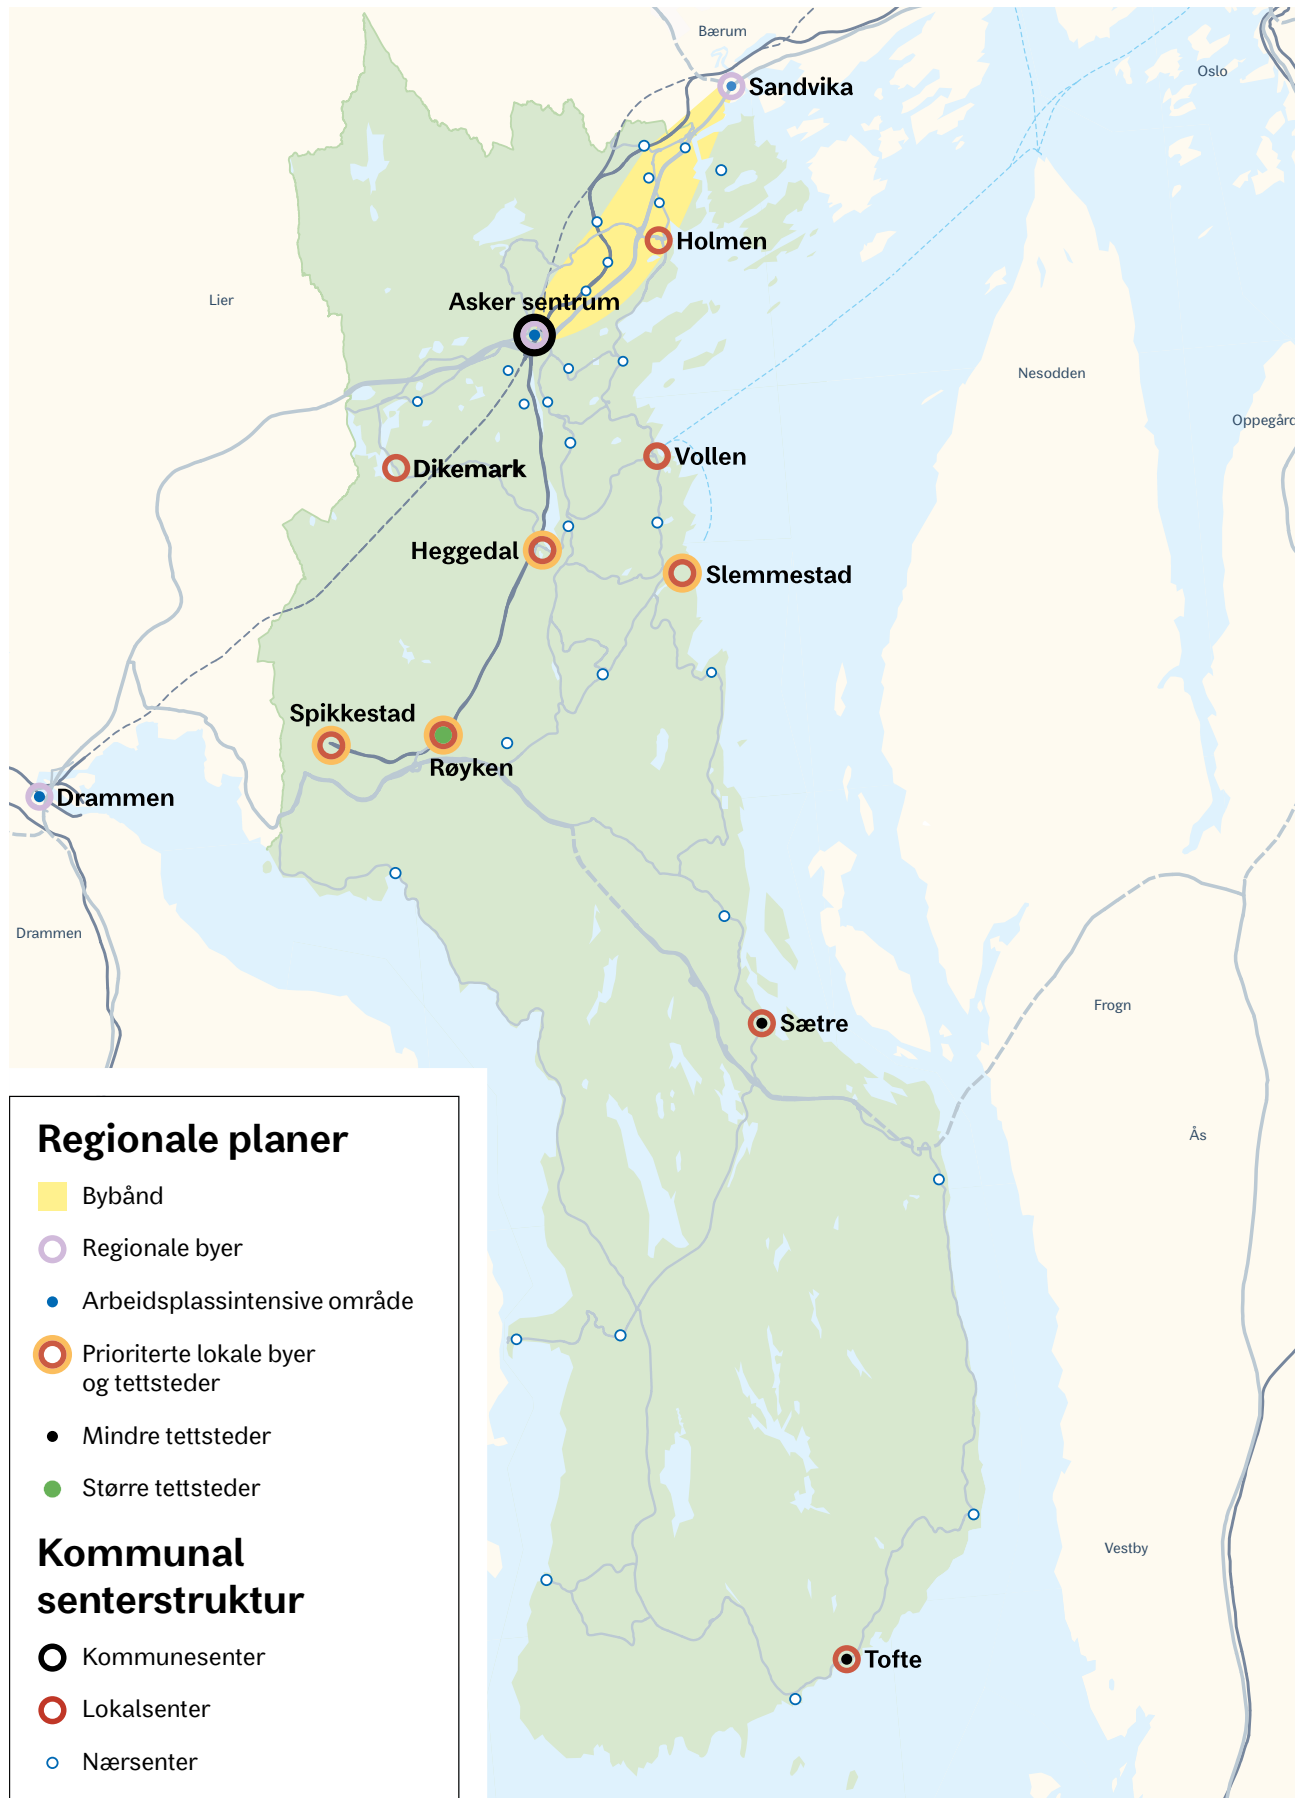 Bærum
Oslo
Sandvika
Holmen
Lier
Asker sentrum
Nesodden
Oppegård
Vollen
Dikemark
Heggedal
Slemmestad
Spikkestad
Røyken
Drammen
Drammen
Sætre
Frogn
Ås
Vestby
Tofte
Regionale planer
Bybånd
Regionale byer
Arbeidsplassintensive område
Prioriterte lokale byer
og tettsteder
Mindre tettsteder
Større tettsteder
Kommunal
senterstruktur
Kommunesenter
Lokalsenter
Nærsenter